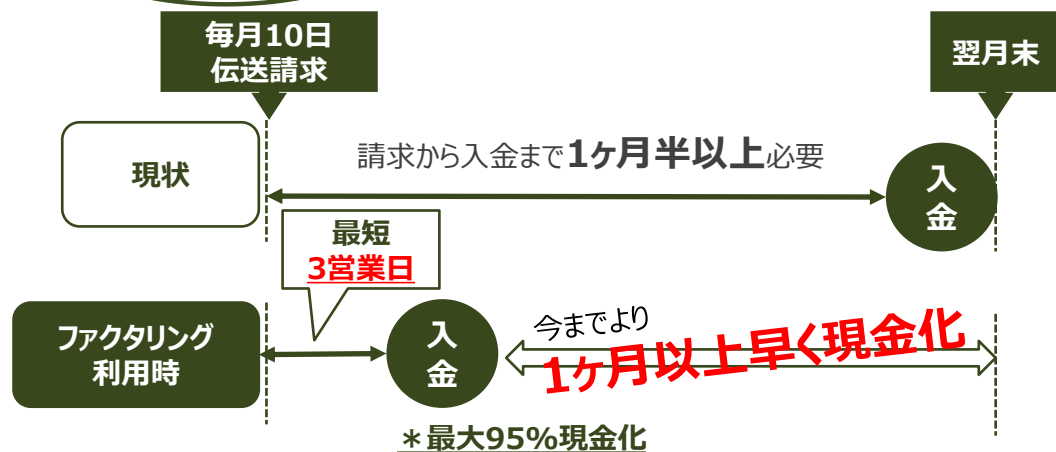 毎月10日
伝送請求
翌月末
現状
請求から入金まで1ヶ月半以上必要
入
金
最短
3営業日
ファクタリング
利用時
入
金
今までより
1ヶ月以上早く現金化
＊最大95%現金化